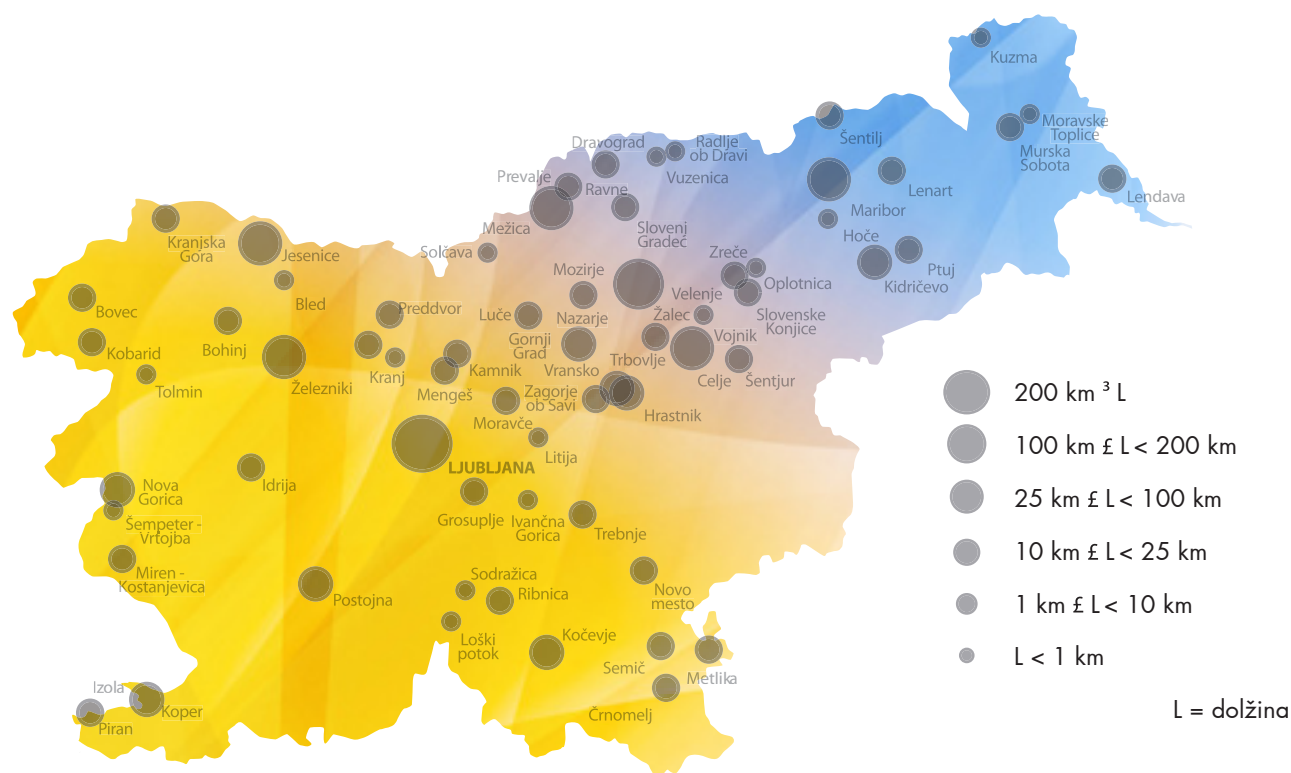 Kuzma
Moravske
Toplice
Murska
Sobota
Šentilj
Dravograd
Radlje
ob Dravi
Vuzenica
Prevalje
Ravne
Lenart
Lendava
Maribor
Mežica
Slovenj
Gradec
Hoče
Kranjska
Gora
Jesenice
Solčava
Zreče
Ptuj
Mozirje
Oplotnica
Kidričevo
Velenje
Bled
Bovec
Preddvor
Luče
Nazarje
Žalec
Slovenske
Konjice
Gornji
Grad
Vojnik
Bohinj
Kobarid
Trbovlje
Kranj
Kamnik
Vransko
Celje
Šentjur
Tolmin
Železniki
Mengeš
Zagorje
ob Savi
Moravče
Hrastnik
Litija
LJUBLJANA
Nova
Gorica
Idrija
Grosuplje
Ivančna
Gorica
Šempeter -
Vrtojba
Trebnje
Miren -
Kostanjevica
Sodražica
Postojna
Ribnica
Novo
mesto
Loški
potok
Kočevje
Semič
Metlika
Izola
Koper
Črnomelj
Piran
200 km ³ L
100 km £ L < 200 km
25 km £ L < 100 km
10 km £ L < 25 km
1 km £ L < 10 km
L < 1 km
L = dolžina